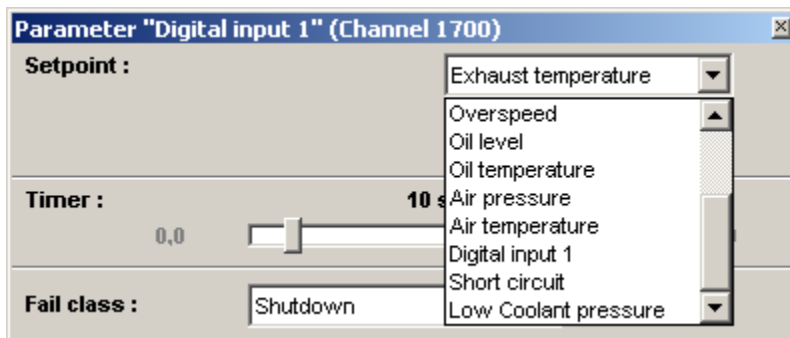 Parameter "Digital input 1" (Channel 1700)
Setpoint :
Exhaust temperature
Overspeed
Oil level
Oil temperature
Air pressure
Air temperature
Digital input 1
Short circuit
Low Coolant pressure
Timer :
10 s
0,0
Fail class :
Shutdown